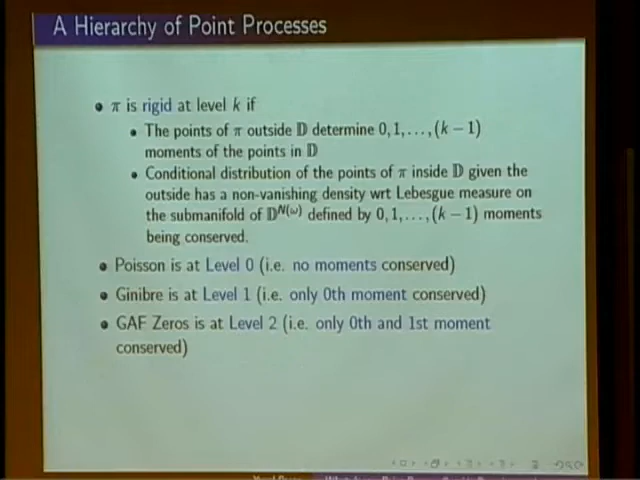 A Hierarchy of Point Processes
• π is rigid at level k if
• The points of π outside 𝔻 determine 0, 1, . . . , (k − 1)
moments of the points in 𝔻
• Conditional distribution of the points of π inside 𝔻 given the
outside has a non-vanishing density wrt Lebesgue measure on
the submanifold of 𝔻^N(ω) defined by 0, 1, . . . , (k − 1) moments
being conserved.
• Poisson is at Level 0 (i.e. no moments conserved)
• Ginibre is at Level 1 (i.e. only 0th moment conserved)
• GAF Zeros is at Level 2 (i.e. only 0th and 1st moment
conserved)